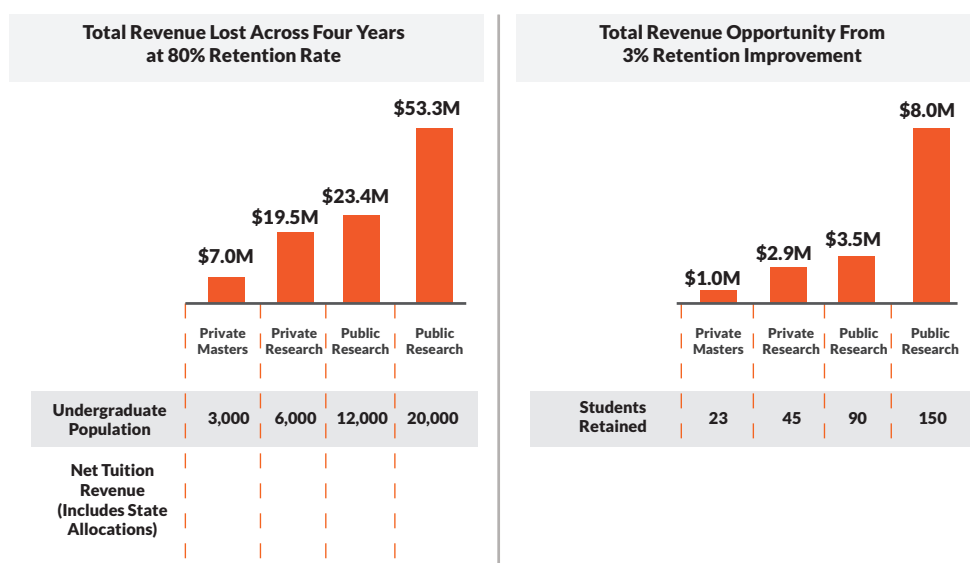 Total Revenue Lost Across Four Years
at 80% Retention Rate
$7.0M
$19.5M
$23.4M
$53.3M
Private
Masters
Private
Research
Public
Research
Public
Research
Undergraduate
Population
3,000
6,000
12,000
20,000
Net Tuition
Revenue
(Includes State
Allocations)
Total Revenue Opportunity From
3% Retention Improvement
$1.0M
$2.9M
$3.5M
$8.0M
Private
Masters
Private
Research
Public
Research
Public
Research
Students
Retained
23
45
90
150